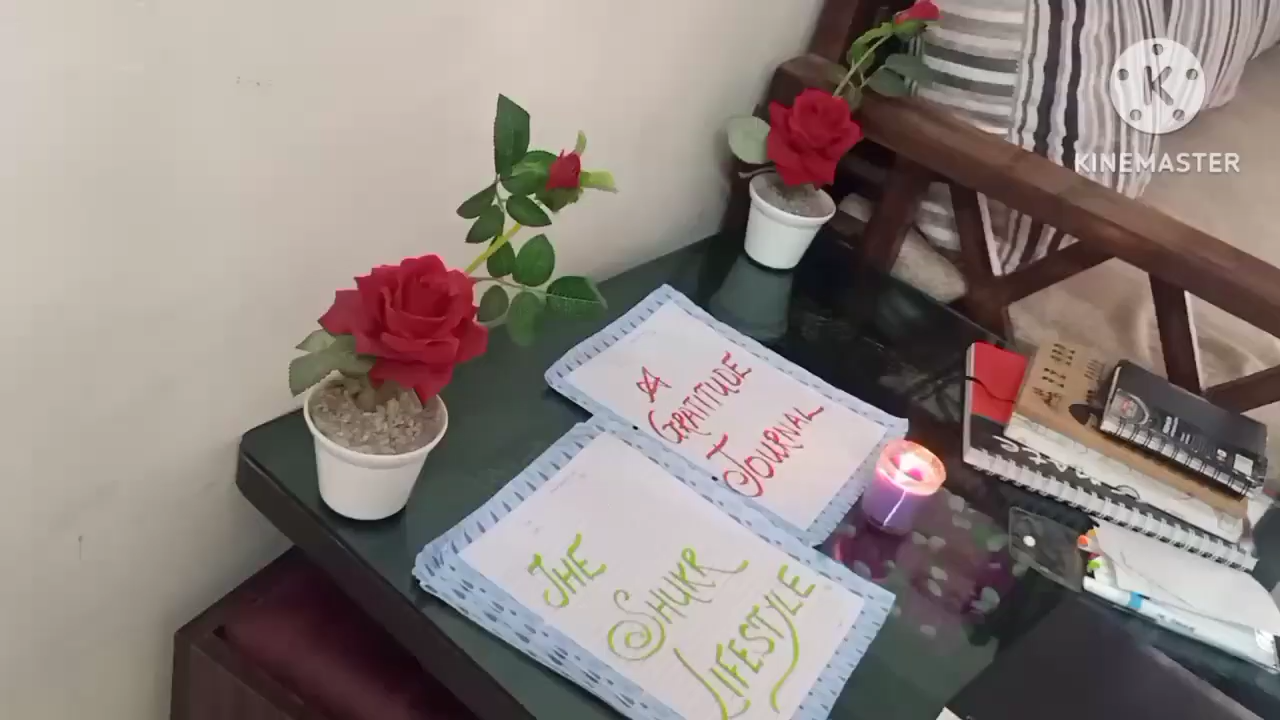 K
KINEMASTER
A
GRATITUDE
JOURNAL
THE
SHUKR
LIFESTYLE